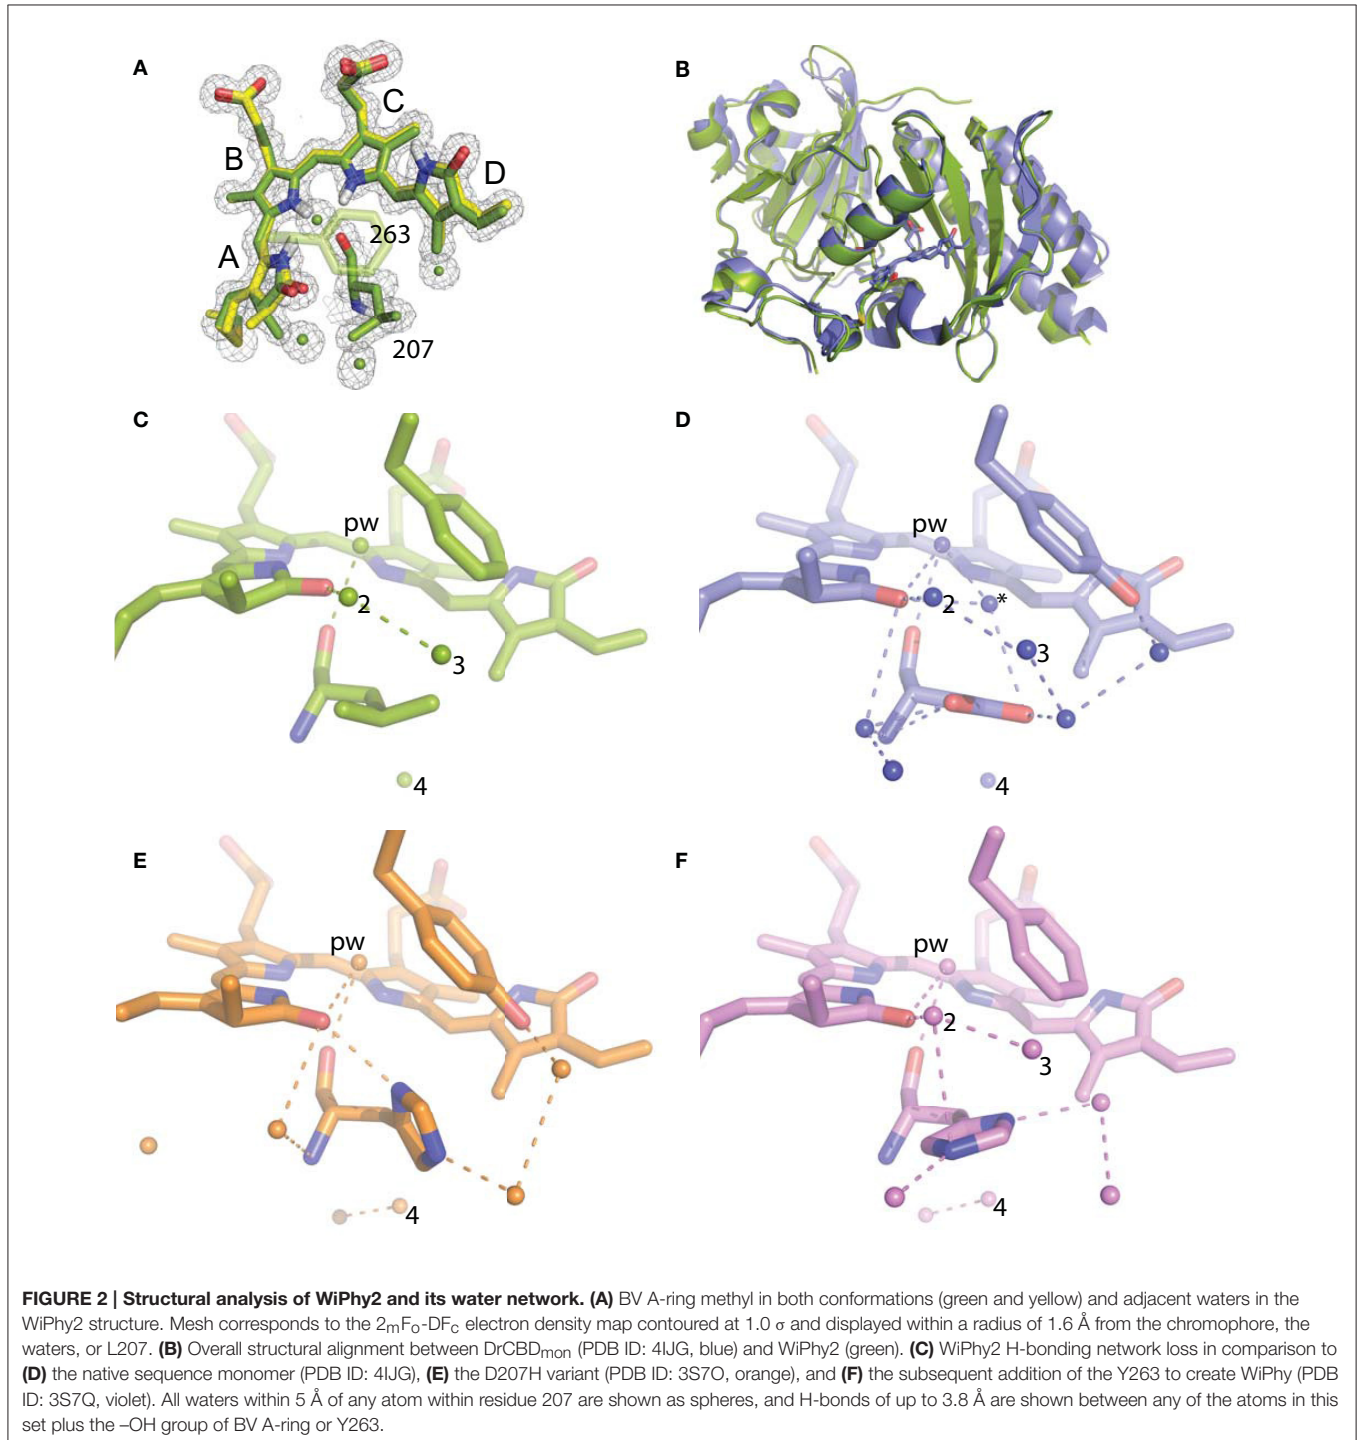 A
B
C
B
D
263
A
207
C
D
pw
2
3
4
pw
2
*
3
4
E
F
pw
4
pw
2
3
4
FIGURE 2 | Structural analysis of WiPhy2 and its water network. (A) BV A-ring methyl in both conformations (green and yellow) and adjacent waters in the
WiPhy2 structure. Mesh corresponds to the 2mFo-DFc electron density map contoured at 1.0 σ and displayed within a radius of 1.6 Å from the chromophore, the
waters, or L207. (B) Overall structural alignment between DrCBDmon (PDB ID: 4IJG, blue) and WiPhy2 (green). (C) WiPhy2 H-bonding network loss in comparison to
(D) the native sequence monomer (PDB ID: 4IJG), (E) the D207H variant (PDB ID: 3S7O, orange), and (F) the subsequent addition of the Y263 to create WiPhy (PDB
ID: 3S7Q, violet). All waters within 5 Å of any atom within residue 207 are shown as spheres, and H-bonds of up to 3.8 Å are shown between any of the atoms in this
set plus the –OH group of BV A-ring or Y263.